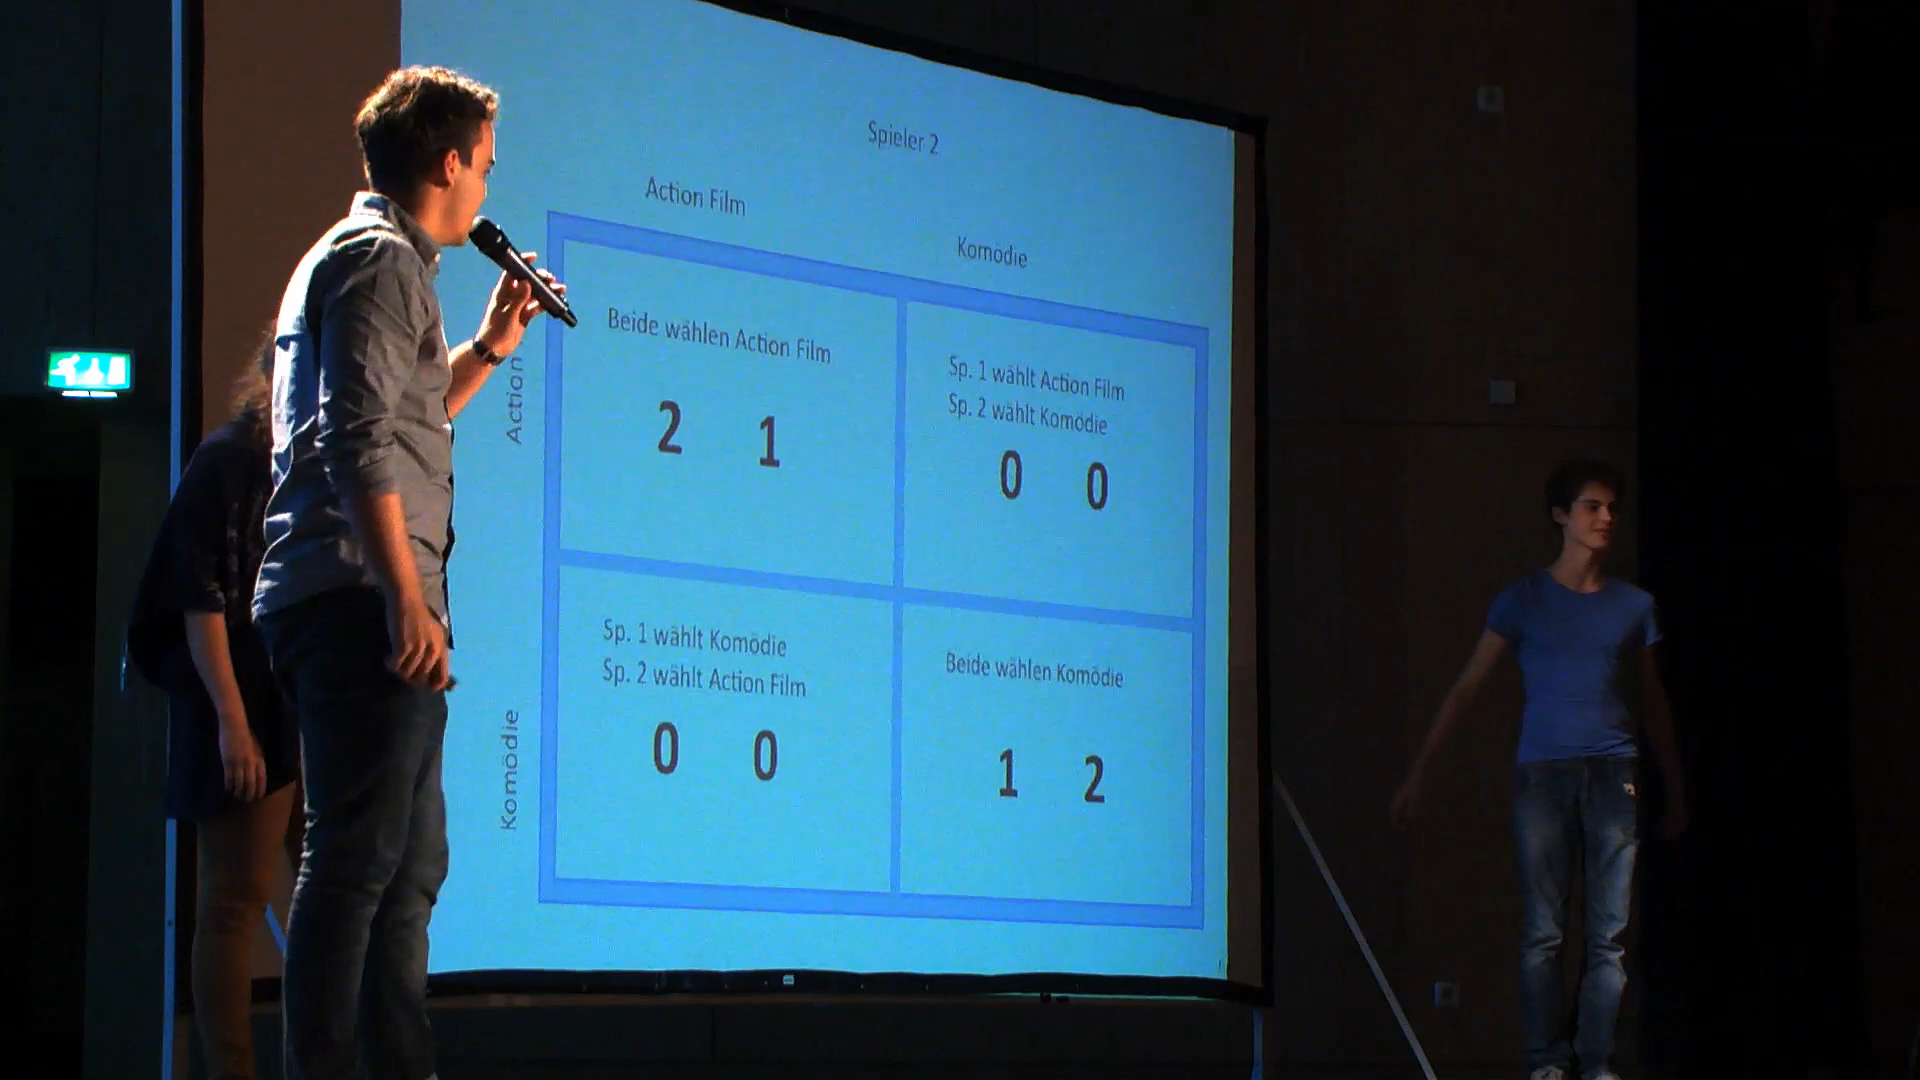 Spieler 2
Action Film
Komödie
Action
Beide wählen Action Film
2 1
Sp. 1 wählt Action Film
Sp. 2 wählt Komödie
0 0
Komödie
Sp. 1 wählt Komödie
Sp. 2 wählt Action Film
0 0
Beide wählen Komödie
1 2